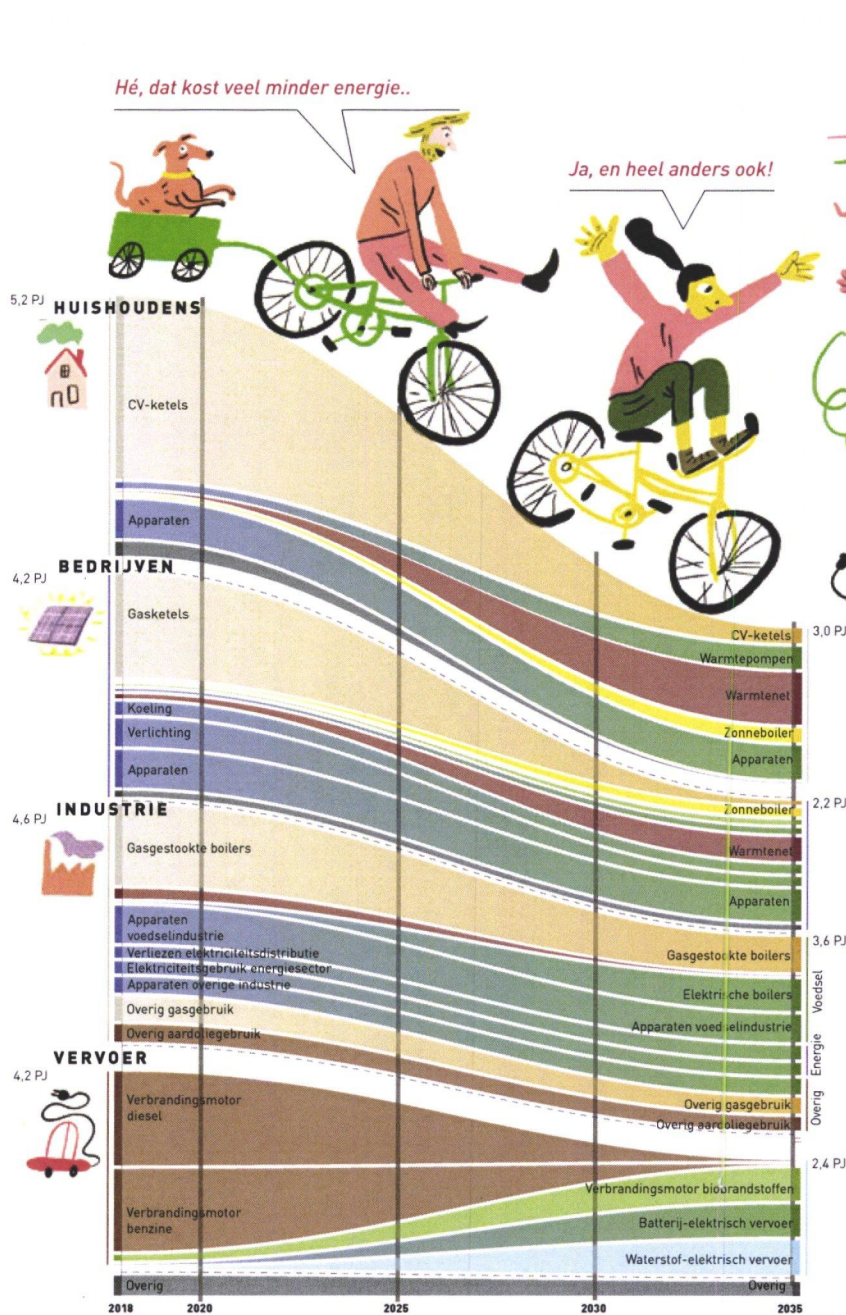 Hé, dat kost veel minder energie..
Ja, en heel anders ook!
5,2 PJ HUISHOUDENS
CV-ketels
Apparaten
4,2 PJ BEDRIJVEN
Gasketels
Koeling
Verlichting
Apparaten
4,6 PJ INDUSTRIE
Gasgestookte boilers
Apparaten
voedselindustrie
Verliezen elektriciteitsdistributie
Elektriciteitsgebruik energiesector
Apparaten overige industrie
Overig gasgebruik
Overig aardoliegebruik
4,2 PJ VERVOER
Verbrandingsmotor
diesel
Verbrandingsmotor
benzine
Overig
CV-ketels 3,0 PJ
Warmtepompen
Warmtenet
Zonneboiler
Apparaten
Zonneboiler 2,2 PJ
Warmtenet
Apparaten
3,6 PJ
Gasgestookte boilers
Elektrische boilers
Apparaten voedselindustrie
Voedsel
Energie
Overig gasgebruik
Overig aardoliegebruik
Overig
2,4 PJ
Verbrandingsmotor biobrandstoffen
Batterij-elektrisch vervoer
Waterstof-elektrisch vervoer
Overig
2018 2020 2025 2030 2035